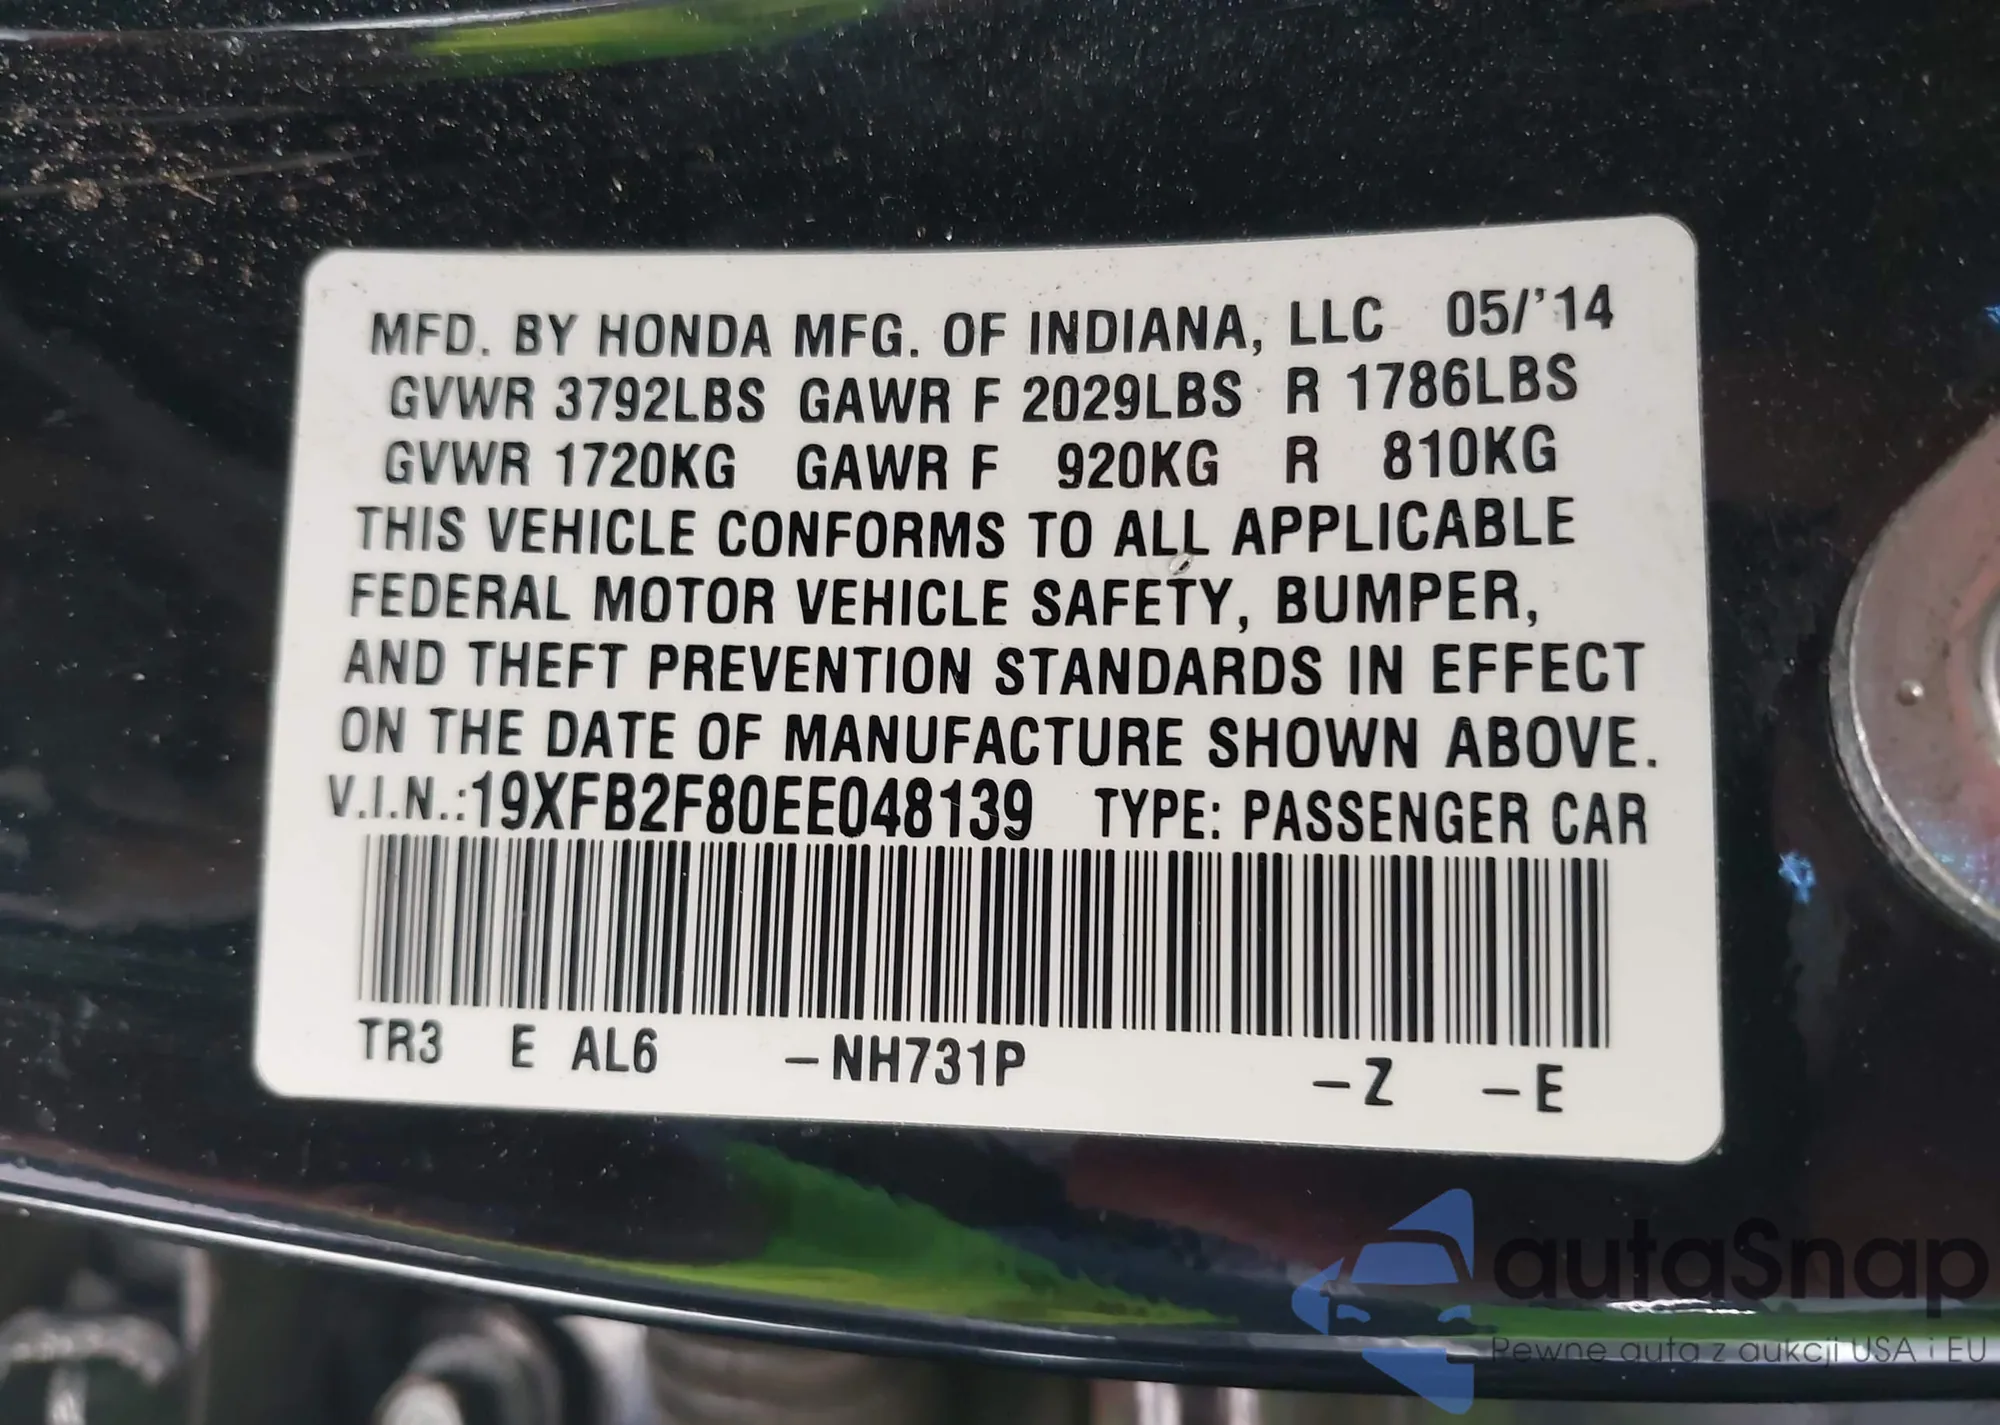 MFD. BY HONDA MFG. OF INDIANA, LLC 05/'14
GVWR 3792LBS GAWR F 2029LBS R 1786LBS
GVWR 1720KG GAWR F 920KG R 810KG
THIS VEHICLE CONFORMS TO ALL APPLICABLE
FEDERAL MOTOR VEHICLE SAFETY, BUMPER,
AND THEFT PREVENTION STANDARDS IN EFFECT
ON THE DATE OF MANUFACTURE SHOWN ABOVE.
V.I.N.:19XFB2F80EE048139 TYPE: PASSENGER CAR
TR3 E AL6 –NH731P –Z –E
autaSnap
Pewne auta z aukcji USA i EU